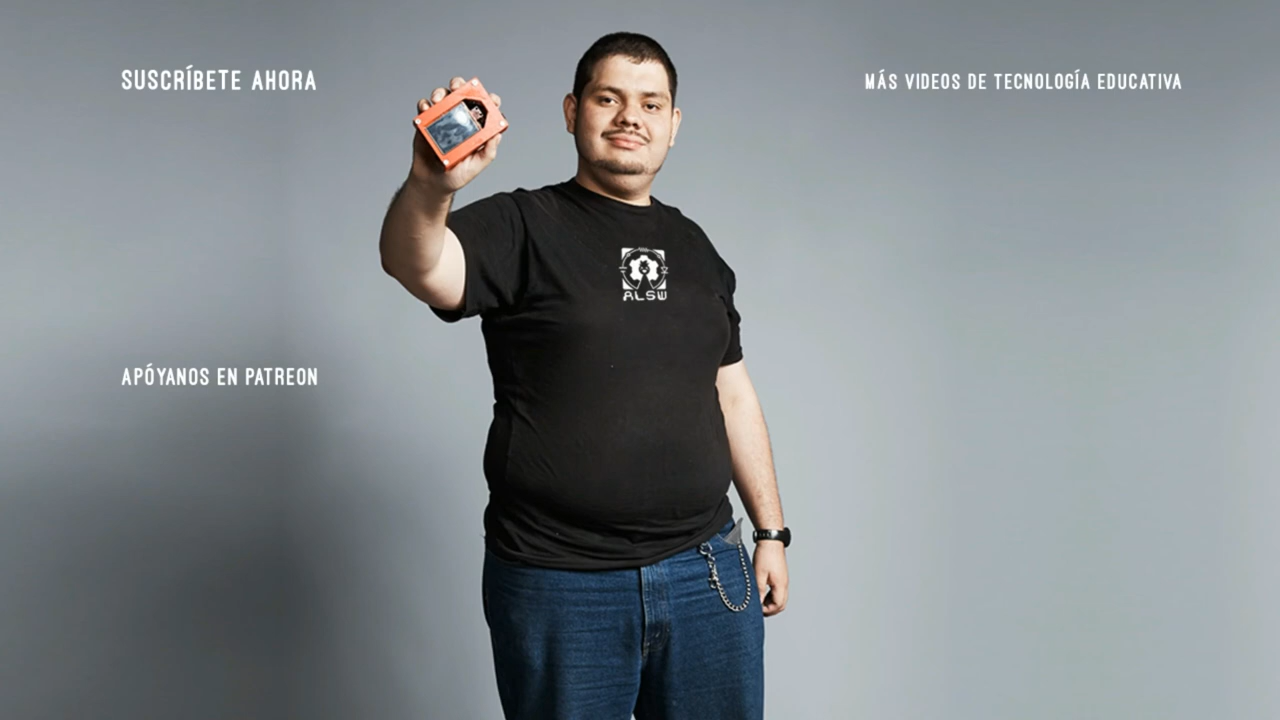 SUSCRÍBETE AHORA
MÁS VIDEOS DE TECNOLOGÍA EDUCATIVA
ALSW
APÓYANOS EN PATREON